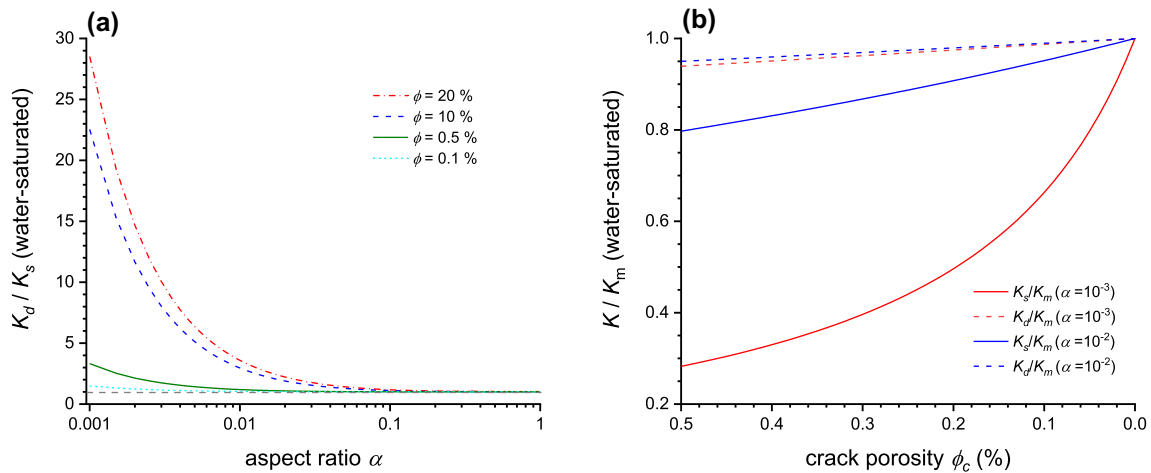 (a)
30
25
20
15
10
5
0
K_d / K_s (water-saturated)
ϕ = 20 %
ϕ = 10 %
ϕ = 0.5 %
ϕ = 0.1 %
0.001
0.01
0.1
1
aspect ratio α
(b)
1.0
0.8
0.6
0.4
0.2
K / K_m (water-saturated)
K_s/K_m (α =10^-3)
K_d/K_m (α =10^-3)
K_s/K_m (α =10^-2)
K_d/K_m (α =10^-2)
0.5
0.4
0.3
0.2
0.1
0.0
crack porosity ϕ_c (%)